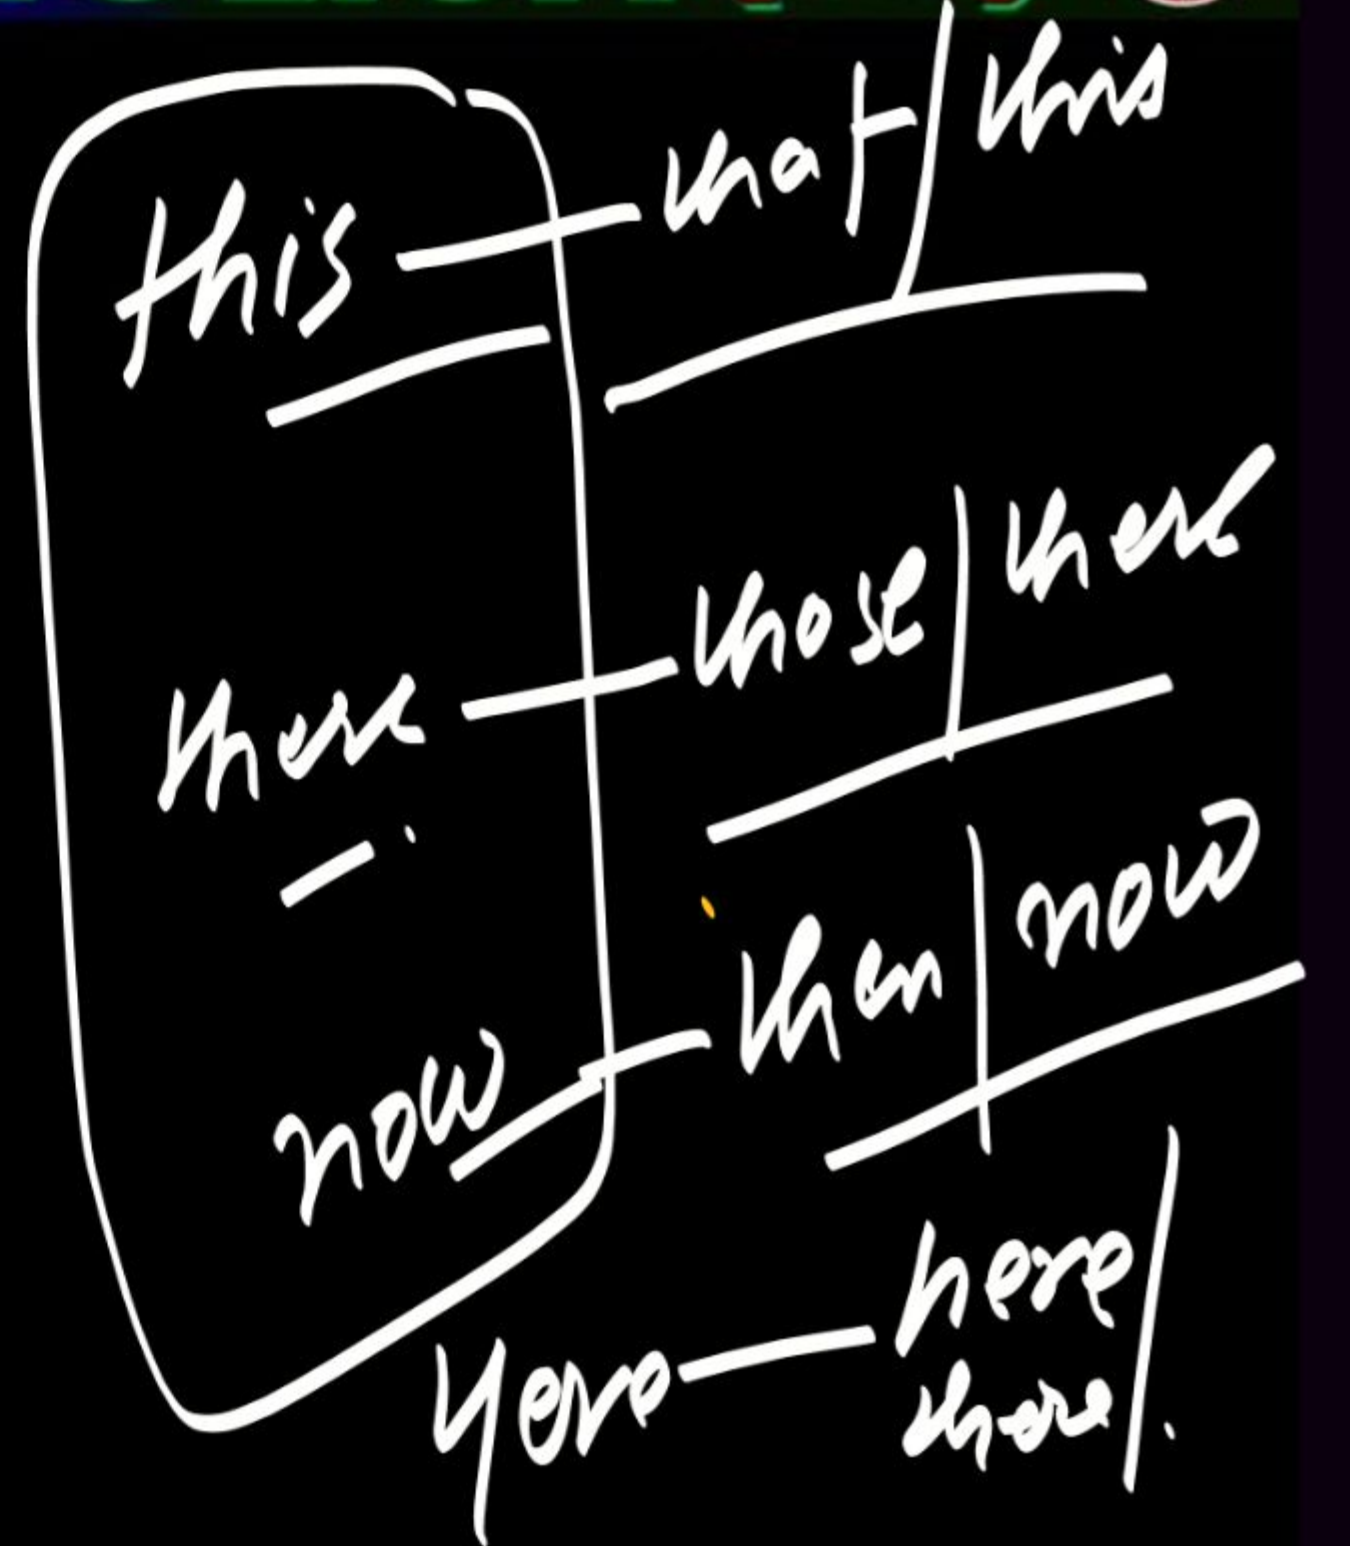 this — that / this
these — those / these
now — then / now
here — here /
there